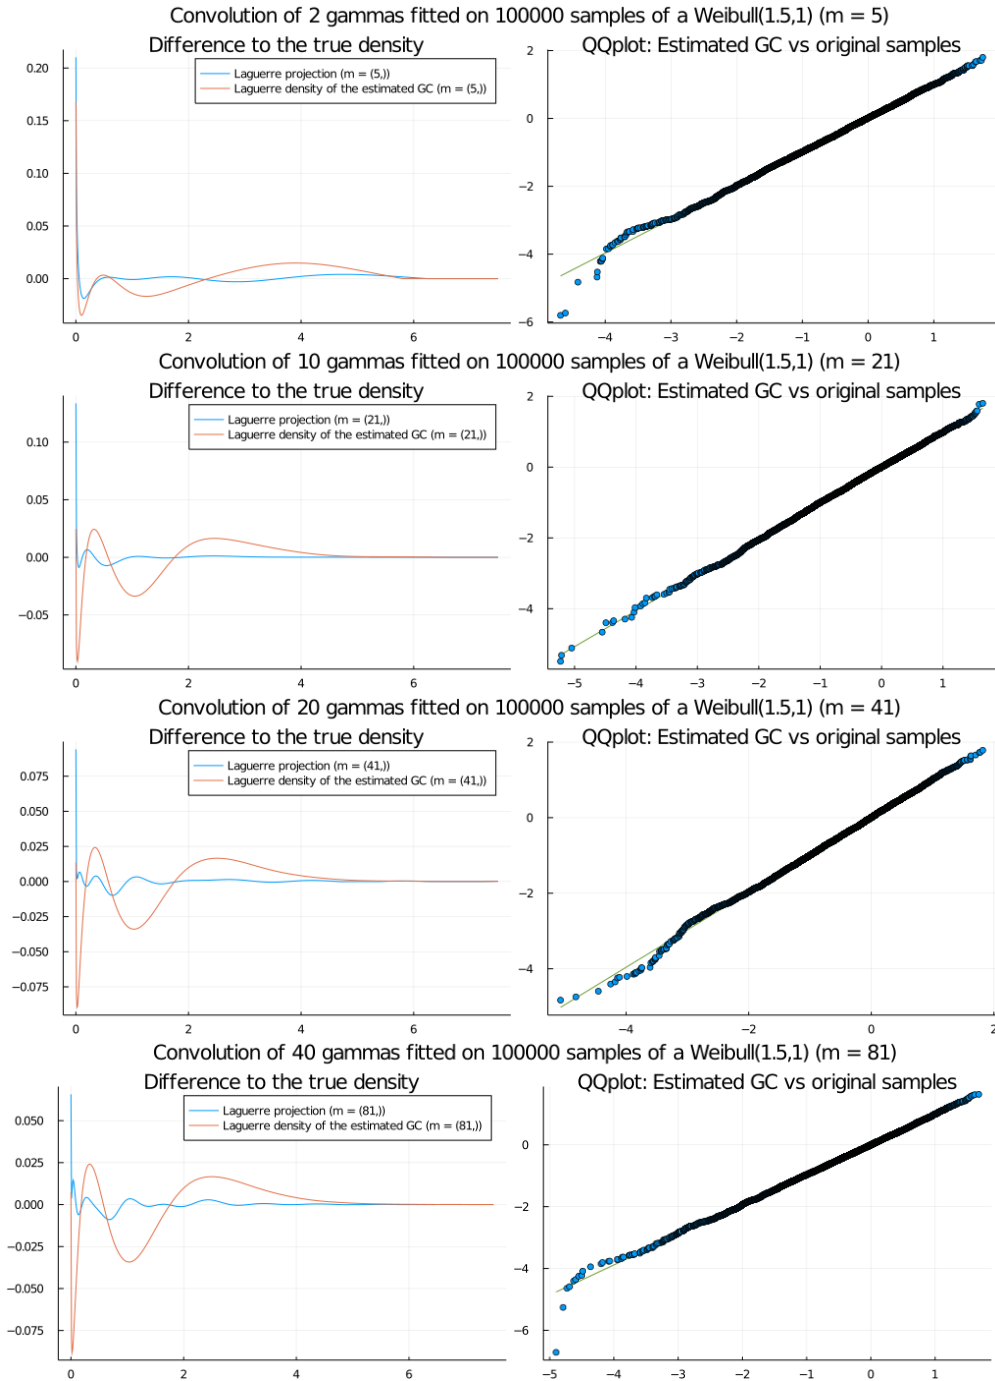 Convolution of 2 gammas fitted on 100000 samples of a Weibull(1.5,1) (m = 5)
Difference to the true density
Laguerre projection (m = (5,))
Laguerre density of the estimated GC (m = (5,))
0.20
0.15
0.10
0.05
0.00
0 2 4 6
QQplot: Estimated GC vs original samples
2
0
−2
−4
−6
−4 −3 −2 −1 0 1
Convolution of 10 gammas fitted on 100000 samples of a Weibull(1.5,1) (m = 21)
Difference to the true density
Laguerre projection (m = (21,))
Laguerre density of the estimated GC (m = (21,))
0.10
0.05
0.00
−0.05
0 2 4 6
QQplot: Estimated GC vs original samples
2
0
−2
−4
−5 −4 −3 −2 −1 0 1
Convolution of 20 gammas fitted on 100000 samples of a Weibull(1.5,1) (m = 41)
Difference to the true density
Laguerre projection (m = (41,))
Laguerre density of the estimated GC (m = (41,))
0.075
0.050
0.025
0.000
−0.025
−0.050
−0.075
0 2 4 6
QQplot: Estimated GC vs original samples
2
0
−2
−4
−4 −2 0 2
Convolution of 40 gammas fitted on 100000 samples of a Weibull(1.5,1) (m = 81)
Difference to the true density
Laguerre projection (m = (81,))
Laguerre density of the estimated GC (m = (81,))
0.050
0.025
0.000
−0.025
−0.050
−0.075
0 2 4 6
QQplot: Estimated GC vs original samples
0
−2
−4
−6
−5 −4 −3 −2 −1 0 1